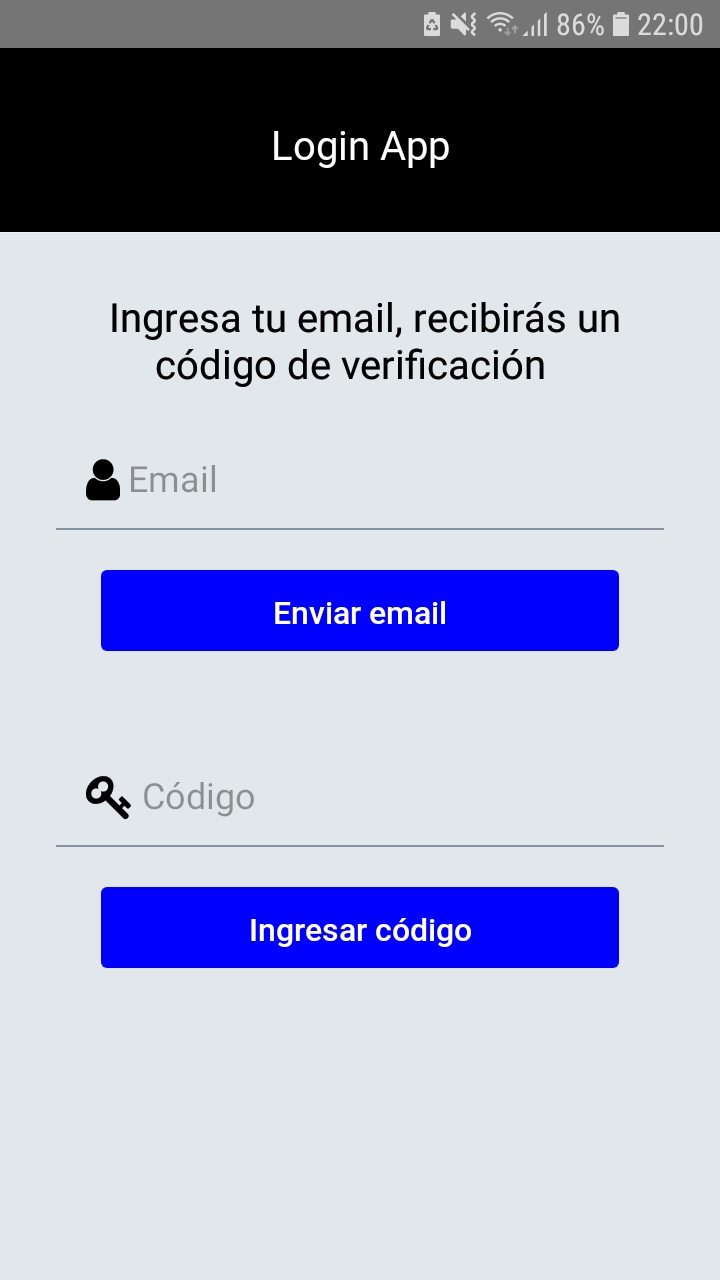 86% 22:00
Login App
Ingresa tu email, recibirás un
código de verificación
Email
Enviar email
Código
Ingresar código